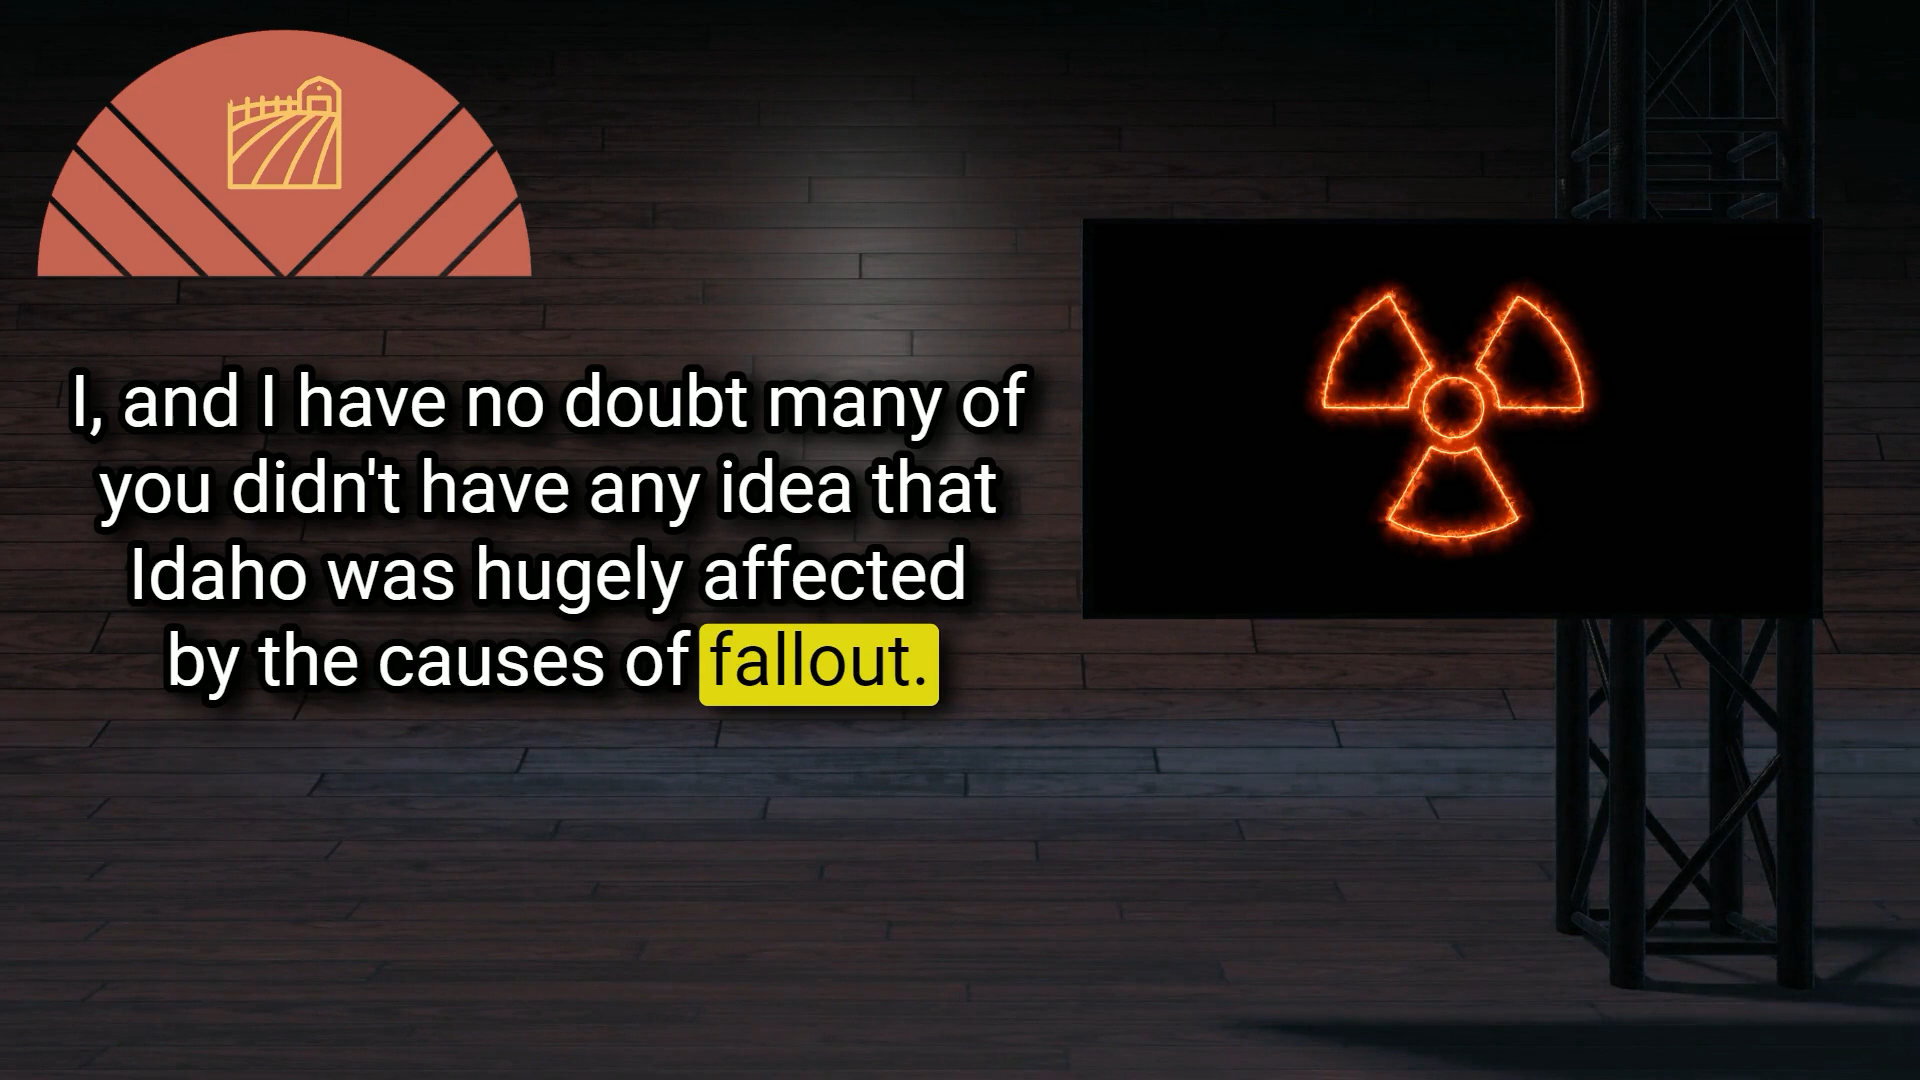 I, and I have no doubt many of
you didn't have any idea that
Idaho was hugely affected
by the causes of fallout.